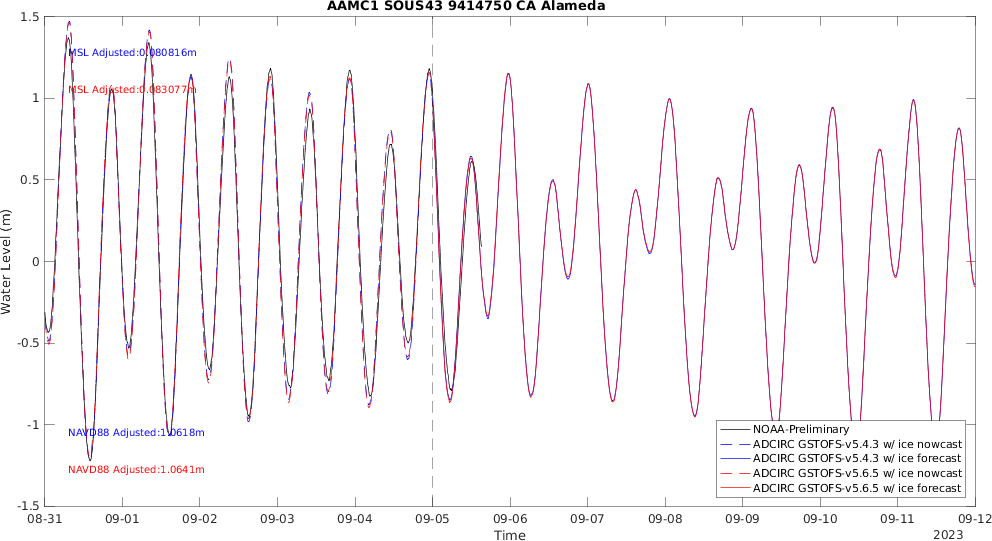 AAMC1 SOUS43 9414750 CA Alameda
1.5
1
0.5
0
-0.5
-1
-1.5
Water Level (m)
MSL Adjusted:0.080816m
MSL Adjusted:0.083077m
NAVD88 Adjusted:1.0618m
NAVD88 Adjusted:1.0641m
NOAA-Preliminary
ADCIRC GSTOFS-v5.4.3 w/ ice nowcast
ADCIRC GSTOFS-v5.4.3 w/ ice forecast
ADCIRC GSTOFS-v5.6.5 w/ ice nowcast
ADCIRC GSTOFS-v5.6.5 w/ ice forecast
08-31 09-01 09-02 09-03 09-04 09-05 09-06 09-07 09-08 09-09 09-10 09-11 09-12
Time
2023